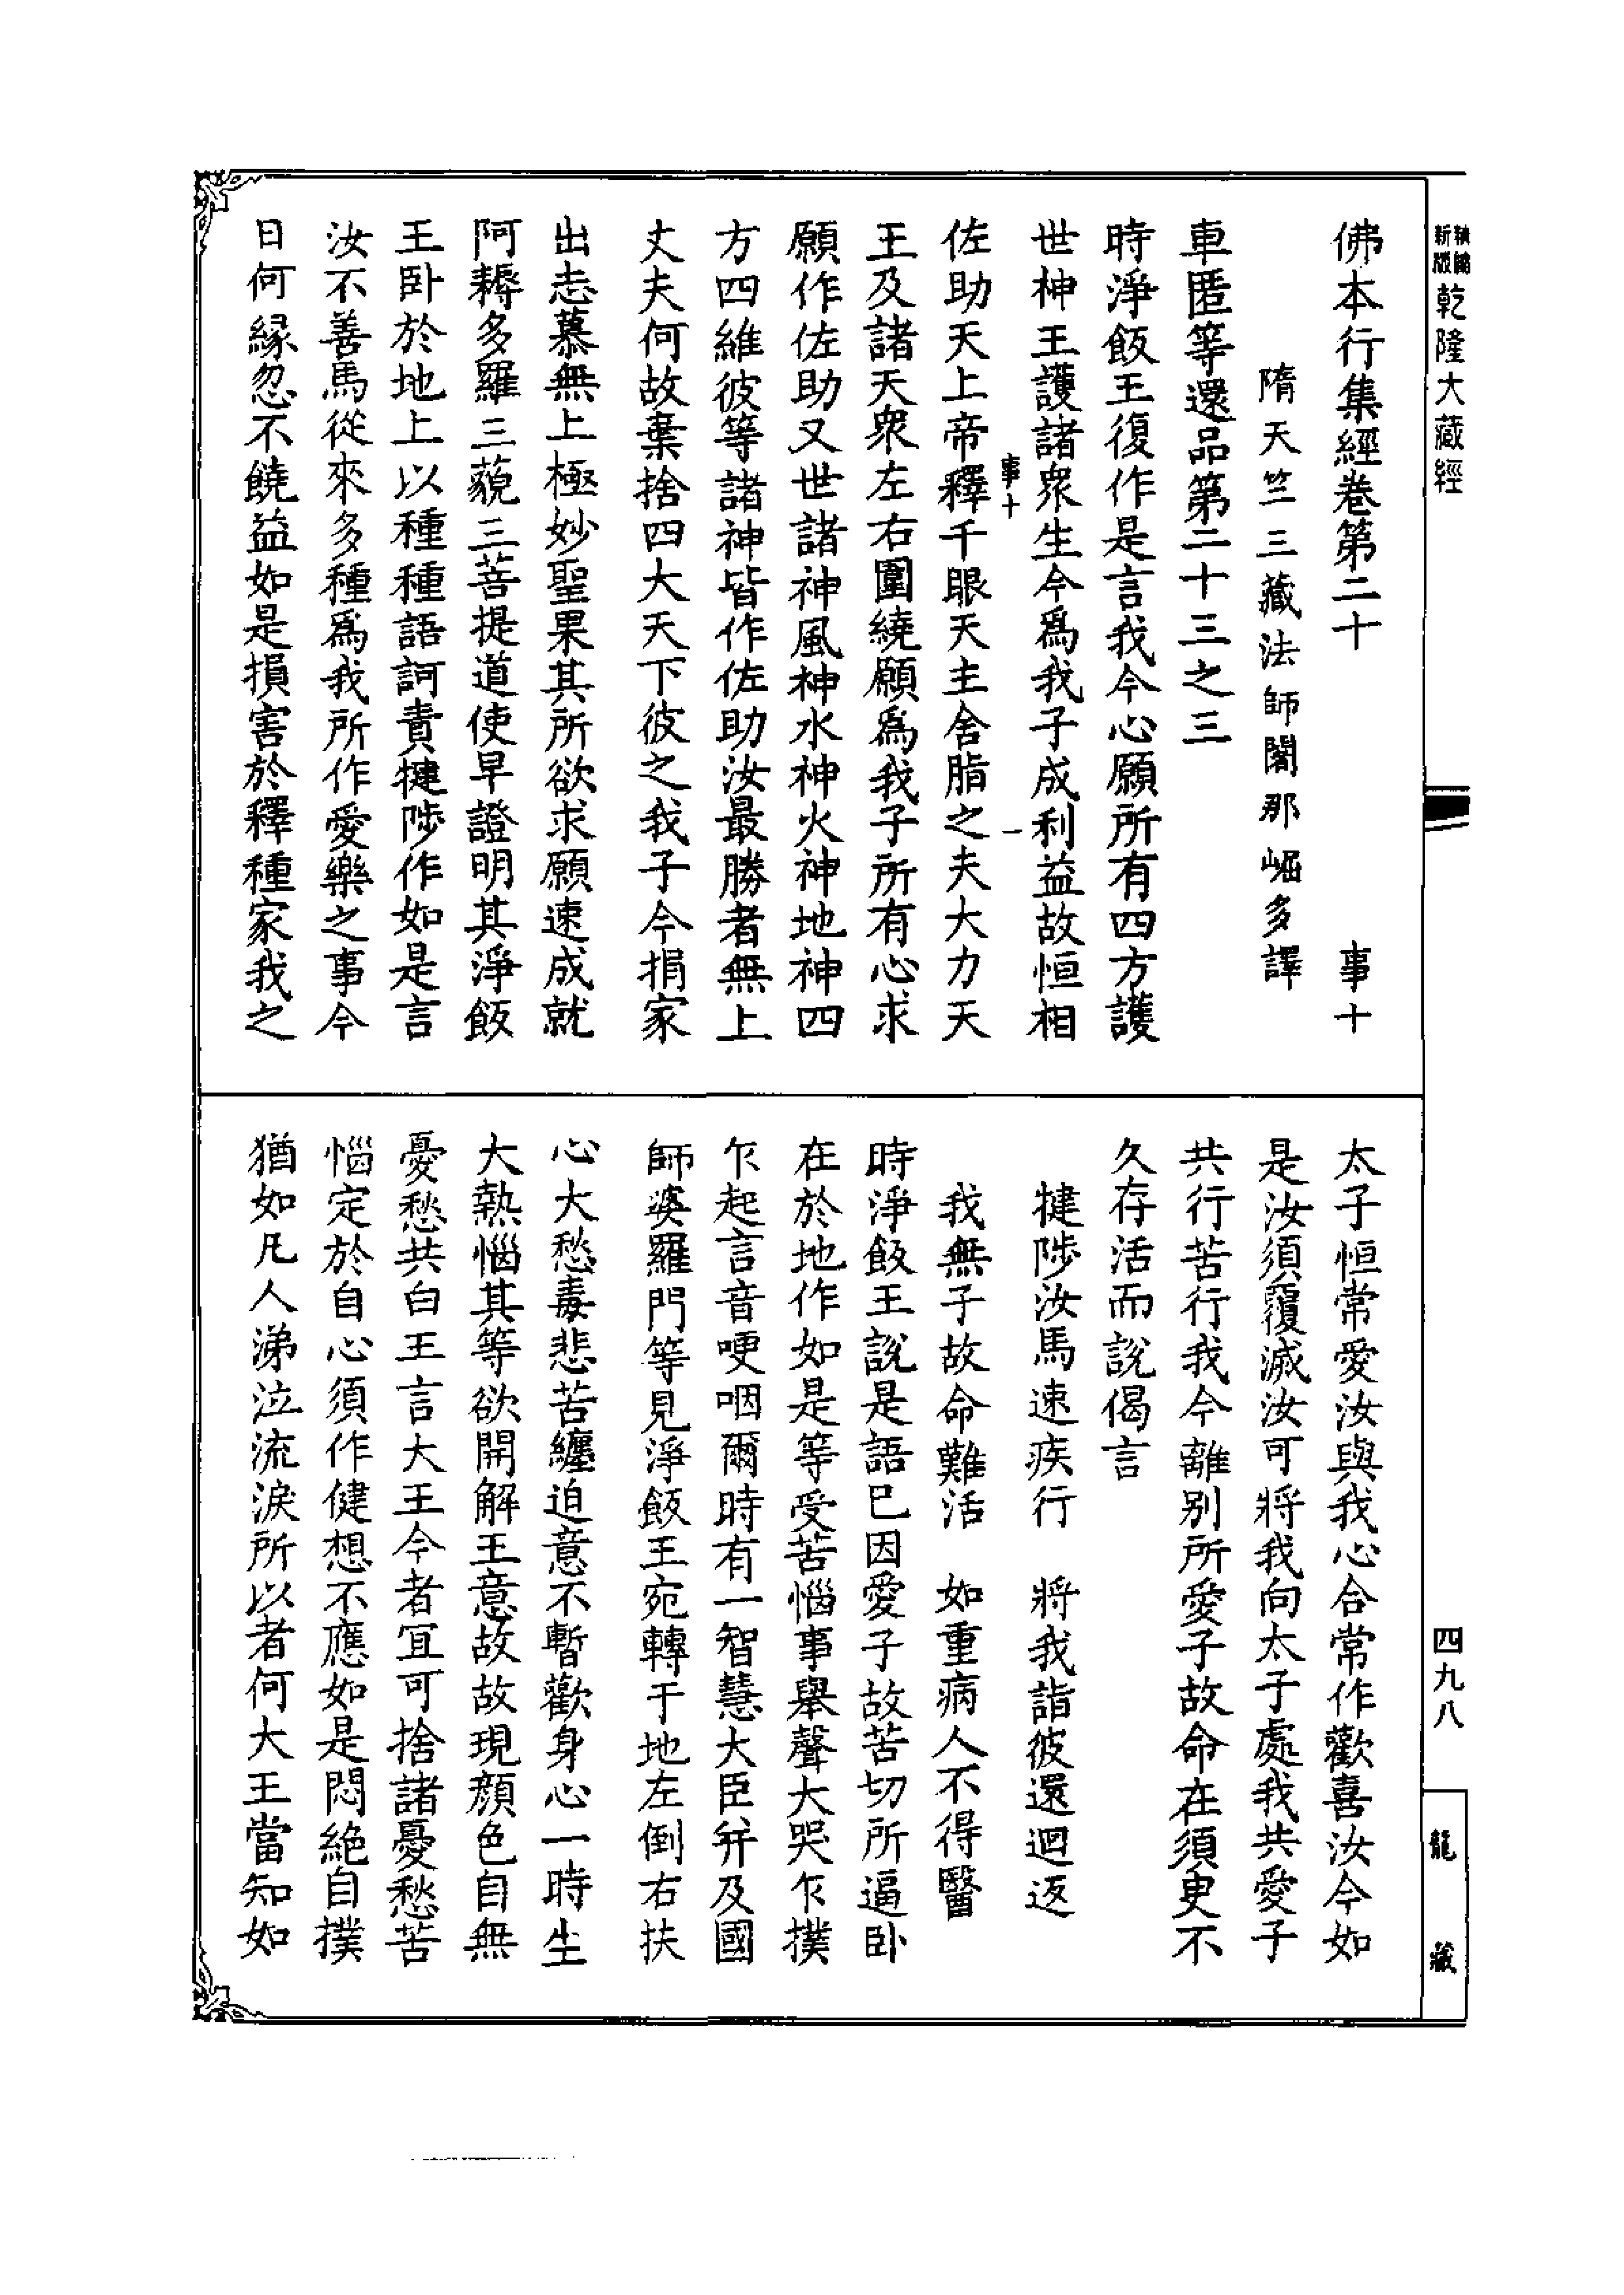 新版
乾隆大藏經
四九八
龍藏
佛本行集經卷第二十 事十
隋天竺三藏法師闍那崛多譯
車匿等還品第二十三之三
時淨飯王復作是言我今心願所有四方護
世神王護諸眾生今為我子成利益故恒相
事十 一
佐助天上帝釋千眼天主舍脂之夫大力天
王及諸天眾左右圍繞願為我子所有心求
願作佐助又世諸神風神水神火神地神四
方四維彼等諸神皆作佐助汝最勝者無上
丈夫何故棄捨四大天下彼之我子今捐家
出志慕無上極妙聖果其所欲求願速成就
阿耨多羅三藐三菩提道使早證明其淨飯
王卧於地上以種種語訶責揵陟作如是言
汝不善馬從來多種為我所作愛樂之事今
日何緣忽不饒益如是損害於釋種家我之
太子恒常愛汝與我心合常作歡喜汝今如
是汝須覆滅汝可將我向太子處我共愛子
共行苦行我今離別所愛子故命在須臾不
久存活而說偈言
揵陟汝馬速疾行 將我詣彼還迴返
我無子故命難活 如重病人不得醫
時淨飯王說是語已因愛子故苦切所逼卧
在於地作如是等受苦惱事舉聲大哭乍撲
乍起言音哽咽爾時有一智慧大臣并及國
師婆羅門等見淨飯王宛轉于地左倒右扶
心大愁毒悲苦纏迫意不暫歡身心一時生
大熱惱其等欲開解王意故故現顏色自無
憂愁共白王言大王今者宜可捨諸憂愁苦
惱定於自心須作健想不應如是悶絕自撲
猶如凡人涕泣流淚所以者何大王當知如